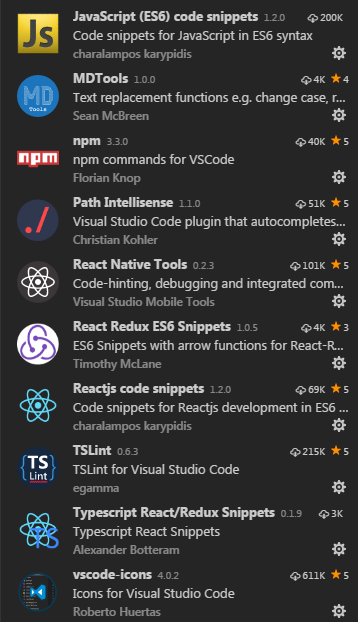 JavaScript (ES6) code snippets 1.2.0 200K
JS Code snippets for JavaScript in ES6 syntax
charalampos karypidis
MDTools 1.0.0 4K ★ 4
MD Tools Text replacement functions e.g. change case, r...
Sean McBreen
npm 3.3.0 40K ★ 5
npm npm commands for VSCode
Florian Knop
Path Intellisense 1.1.0 51K ★ 5
./ Visual Studio Code plugin that autocompletes...
Christian Kohler
React Native Tools 0.2.3 101K ★ 5
Code-hinting, debugging and integrated com...
Visual Studio Mobile Tools
React Redux ES6 Snippets 1.0.5 4K ★ 3
ES6 Snippets with arrow functions for React-R...
Timothy McLane
Reactjs code snippets 1.2.0 69K ★ 5
Code snippets for Reactjs development in ES6 ...
charalampos karypidis
TSLint 0.6.3 215K ★ 5
TS Lint TSLint for Visual Studio Code
egamma
Typescript React/Redux Snippets 0.1.9 3K
TS Typescript React Snippets
Alexander Botteram
vscode-icons 4.0.2 611K ★ 5
Icons for Visual Studio Code
Roberto Huertas